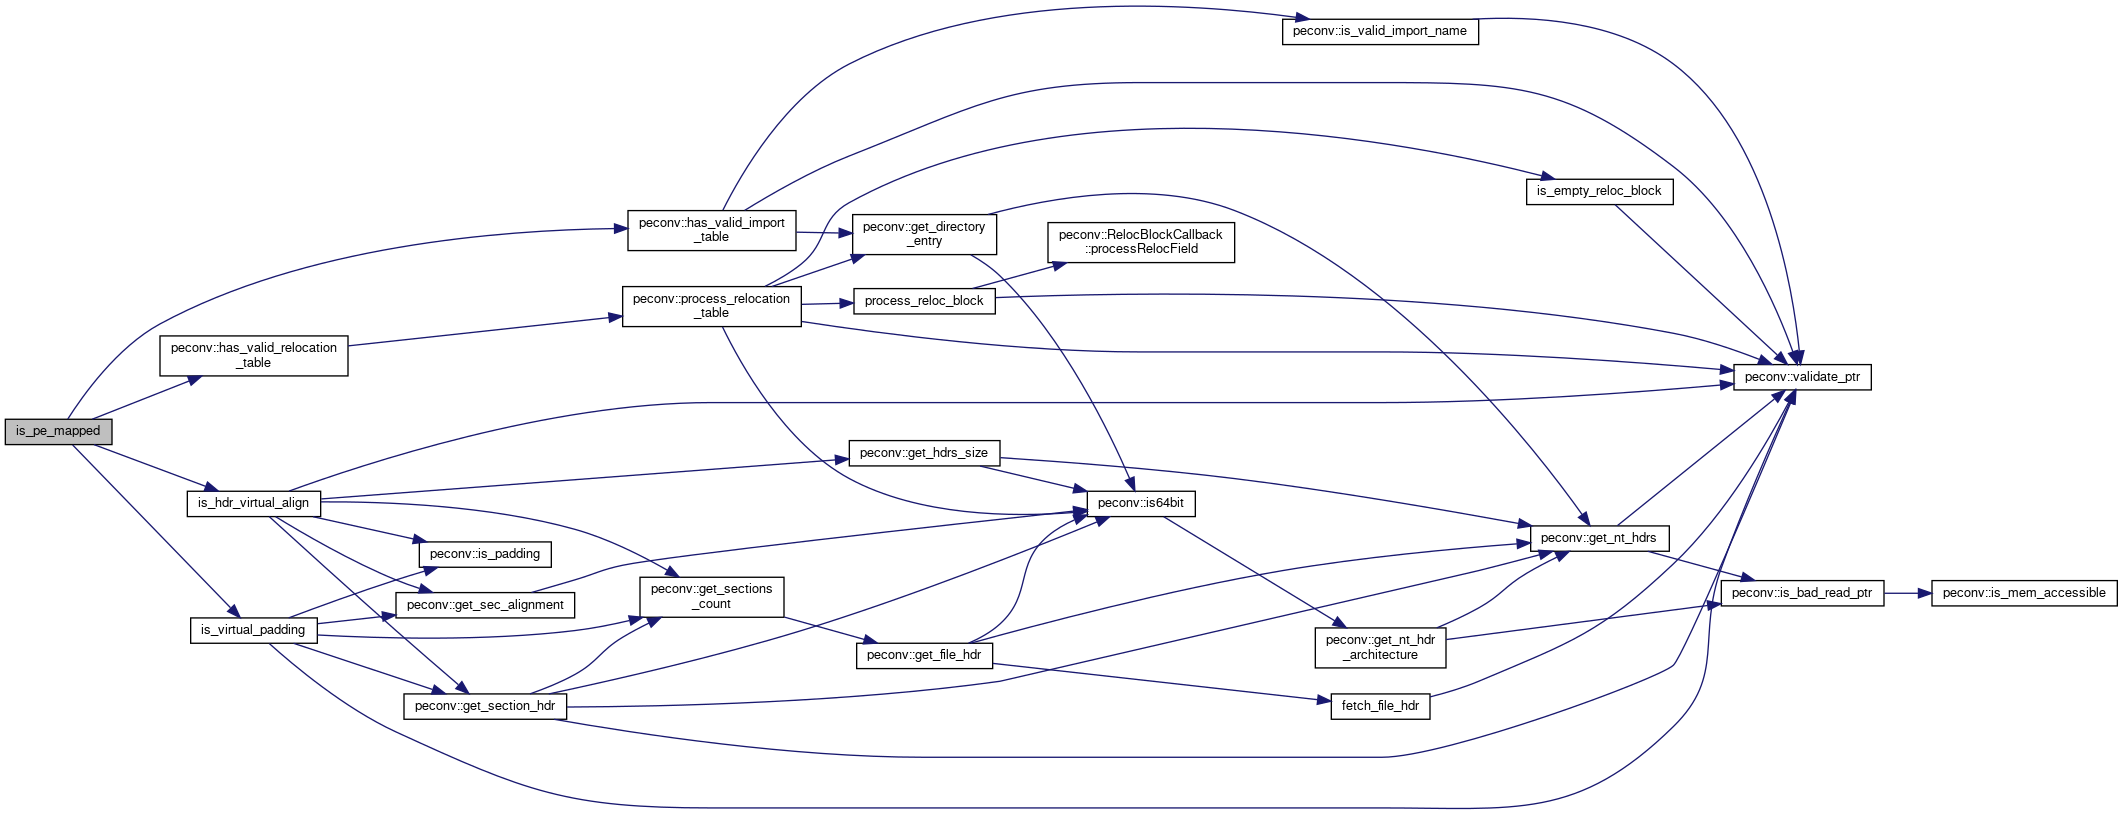 peconv::is_valid_import_name
is_empty_reloc_block
peconv::has_valid_import
_table
peconv::get_directory
_entry
peconv::RelocBlockCallback
::processRelocField
peconv::process_relocation
_table
process_reloc_block
peconv::has_valid_relocation
_table
peconv::validate_ptr
is_pe_mapped
peconv::get_hdrs_size
is_hdr_virtual_align
peconv::is64bit
peconv::get_nt_hdrs
peconv::is_padding
peconv::get_sec_alignment
peconv::get_sections
_count
peconv::is_bad_read_ptr
peconv::is_mem_accessible
is_virtual_padding
peconv::get_file_hdr
peconv::get_nt_hdr
_architecture
peconv::get_section_hdr
fetch_file_hdr